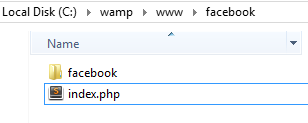 Local Disk (C:) wamp www facebook
Name
facebook
index.php